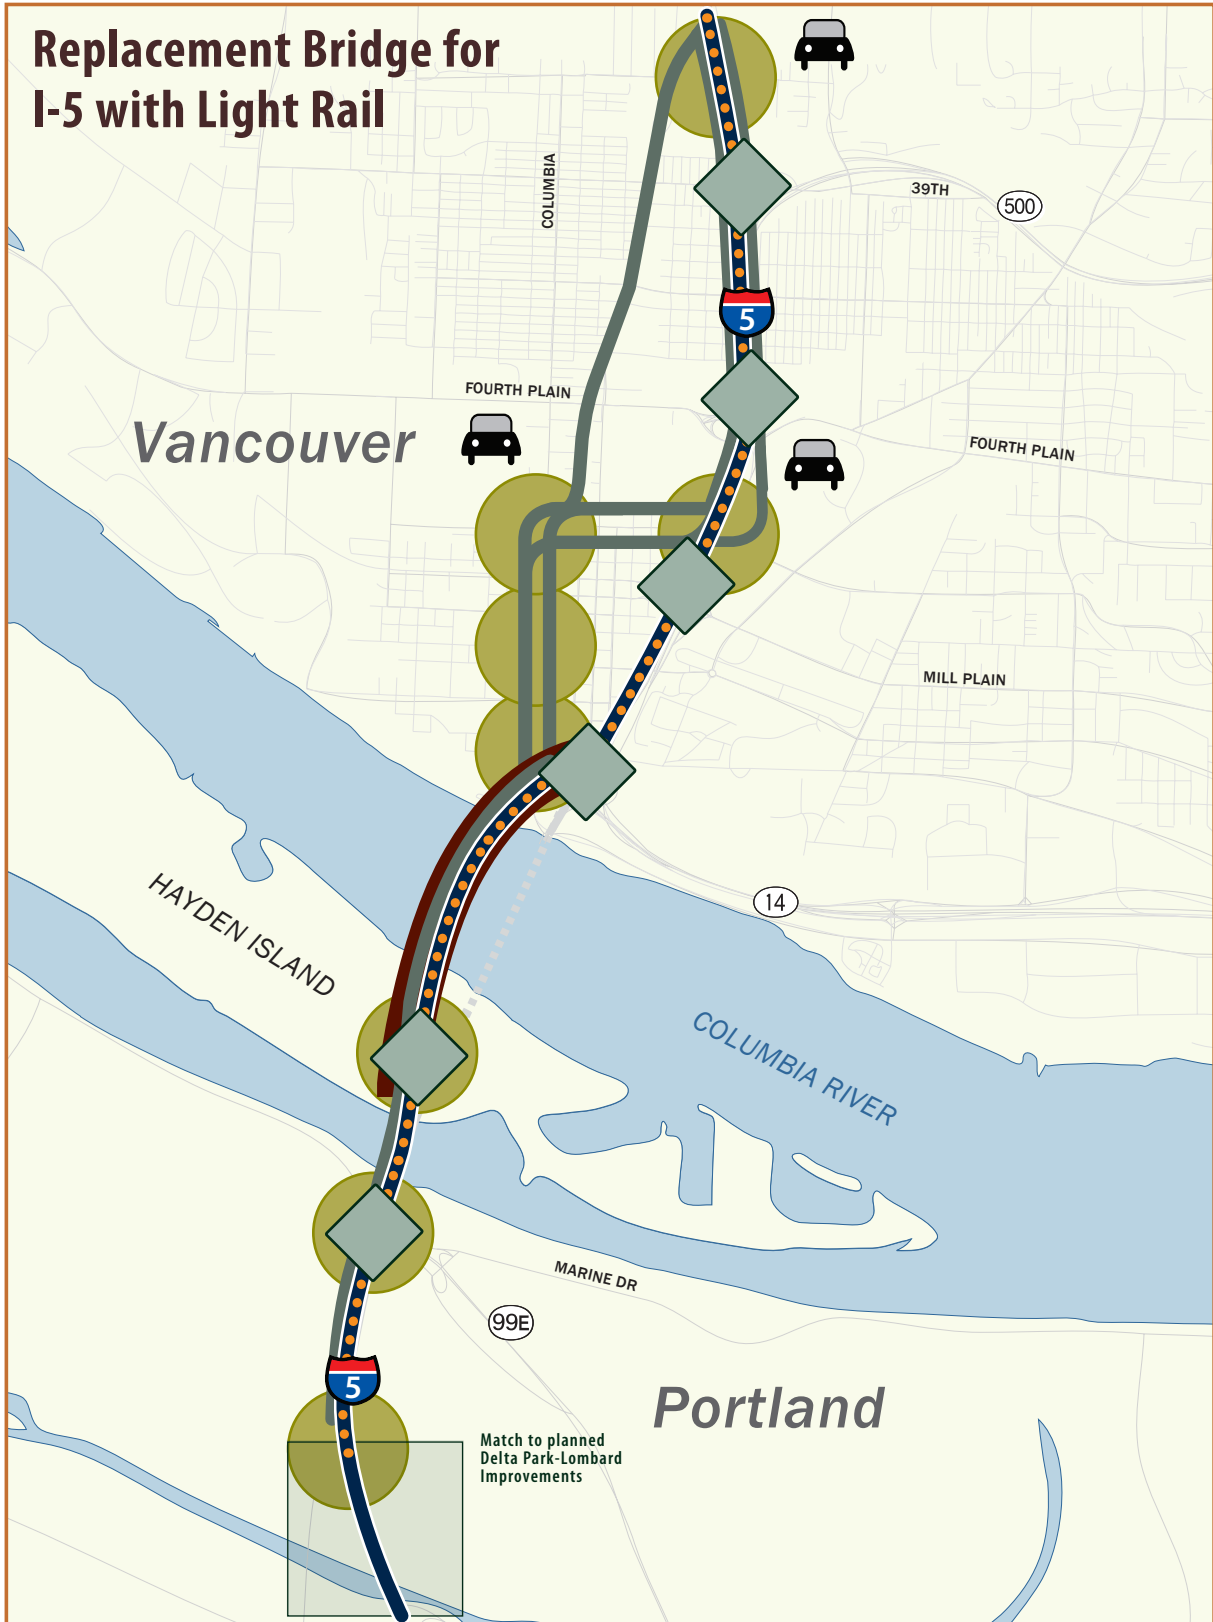 Replacement Bridge for
I-5 with Light Rail
COLUMBIA
39TH
500
5
FOURTH PLAIN
Vancouver
FOURTH PLAIN
MILL PLAIN
HAYDEN ISLAND
14
COLUMBIA RIVER
MARINE DR
99E
5
Portland
Match to planned
Delta Park-Lombard
Improvements